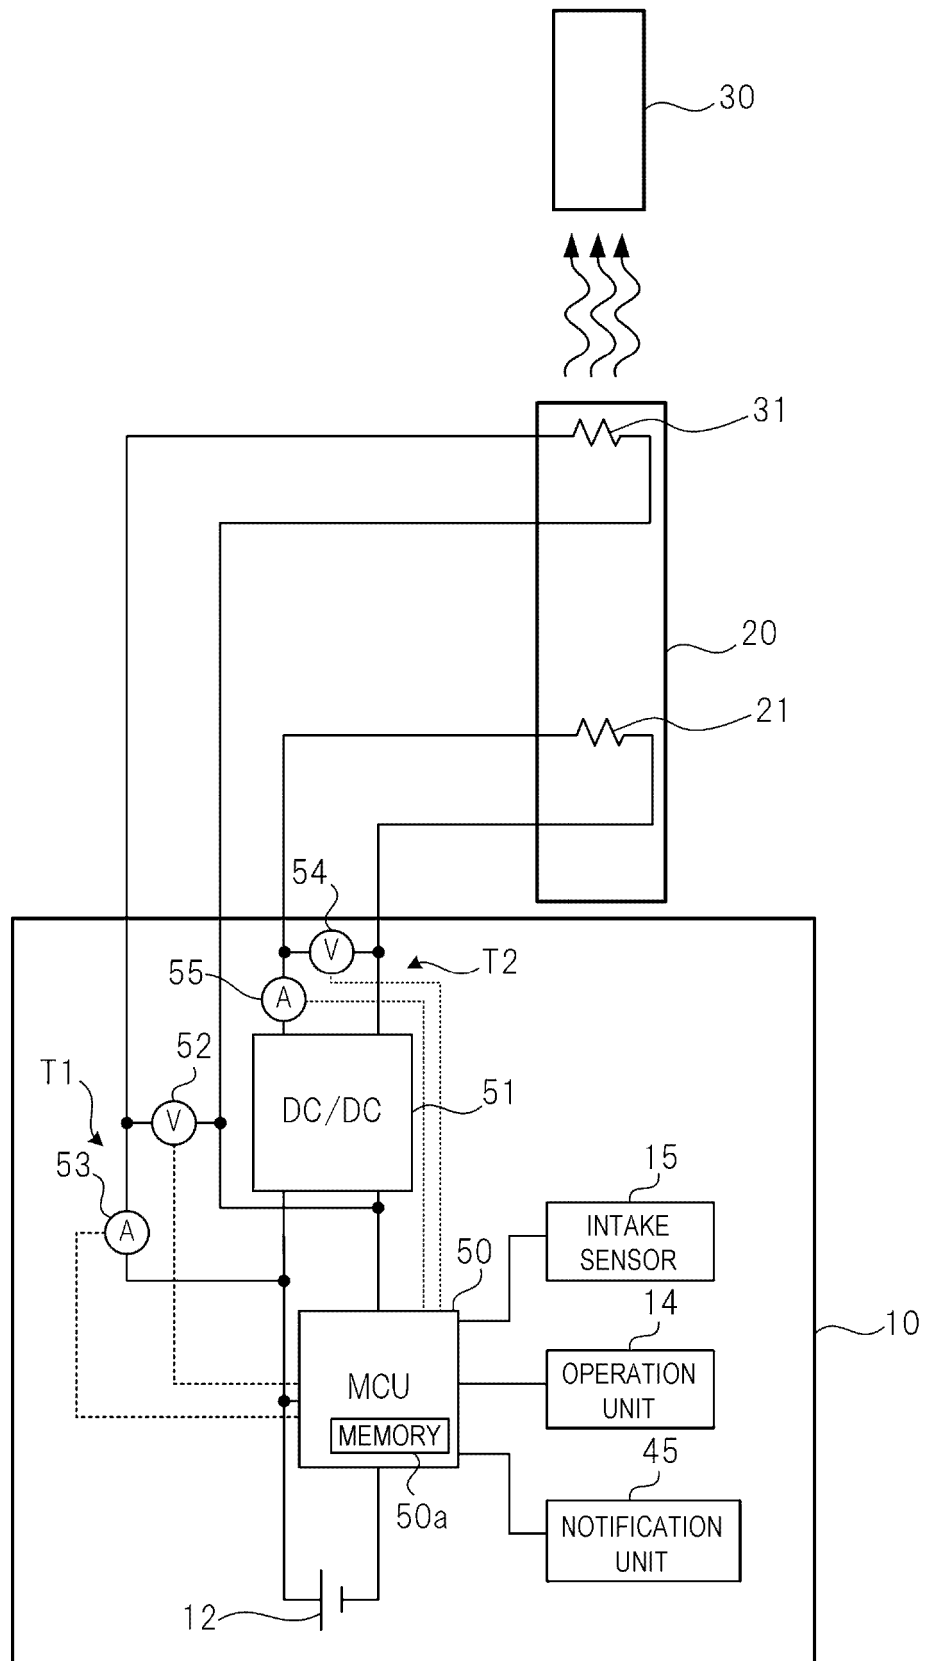 30
31
20
21
54
V
T2
55
A
52
T1
V
DC/DC
51
53
A
15
INTAKE
SENSOR
50
14
10
OPERATION
UNIT
MCU
MEMORY
45
50a
NOTIFICATION
UNIT
12